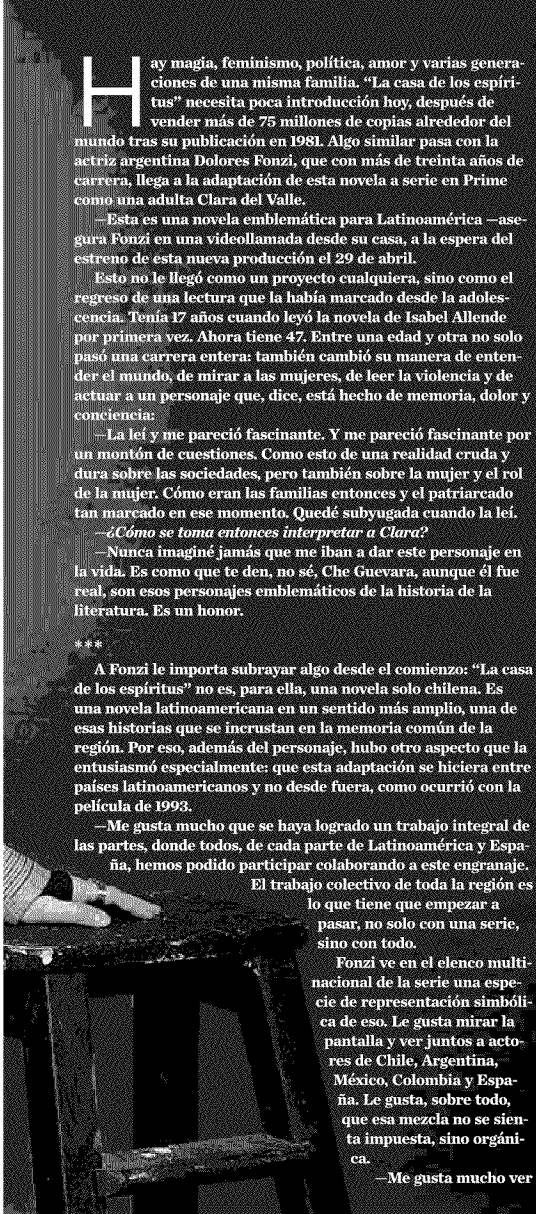 Hay magia, feminismo, política, amor y varias genera-
ciones de una misma familia. “La casa de los espíri-
tus” necesita poca introducción hoy, después de
vender más de 75 millones de copias alrededor del
mundo tras su publicación en 1981. Algo similar pasa con la
actriz argentina Dolores Fonzi, que con más de treinta años de
carrera, llega a la adaptación de esta novela a serie en Prime
como una adulta Clara del Valle.
—Esta es una novela emblemática para Latinoamérica —ase-
gura Fonzi en una videollamada desde su casa, a la espera del
estreno de esta nueva producción el 29 de abril.
Esto no le llegó como un proyecto cualquiera, sino como el
regreso de una lectura que la había marcado desde la adoles-
cencia. Tenía 17 años cuando leyó la novela de Isabel Allende
por primera vez. Ahora tiene 47. Entre una edad y otra no solo
pasó una carrera entera: también cambió su manera de enten-
der el mundo, de mirar a las mujeres, de leer la violencia y de
actuar a un personaje que, dice, está hecho de memoria, dolor y
conciencia:
—La leí y me pareció fascinante. Y me pareció fascinante por
un montón de cuestiones. Como esto de una realidad cruda y
dura sobre las sociedades, pero también sobre la mujer y el rol
de la mujer. Cómo eran las familias entonces y el patriarcado
tan marcado en ese momento. Quedé subyugada cuando la leí.
—¿Cómo se toma entonces interpretar a Clara?
—Nunca imaginé jamás que me iban a dar este personaje en
la vida. Es como que te den, no sé, Che Guevara, aunque él fue
real, son esos personajes emblemáticos de la historia de la
literatura. Es un honor.
***
A Fonzi le importa subrayar algo desde el comienzo: “La casa
de los espíritus” no es, para ella, una novela solo chilena. Es
una novela latinoamericana en un sentido más amplio, una de
esas historias que se incrustan en la memoria común de la
región. Por eso, además del personaje, hubo otro aspecto que la
entusiasmó especialmente: que esta adaptación se hiciera entre
países latinoamericanos y no desde fuera, como ocurrió con la
película de 1993.
—Me gusta mucho que se haya logrado un trabajo integral de
las partes, donde todos, de cada parte de Latinoamérica y Espa-
ña, hemos podido participar colaborando a este engranaje.
El trabajo colectivo de toda la región es
lo que tiene que empezar a
pasar, no solo con una serie,
sino con todo.
Fonzi ve en el elenco multi-
nacional de la serie una espe-
cie de representación simbóli-
ca de eso. Le gusta mirar la
pantalla y ver juntos a acto-
res de Chile, Argentina,
México, Colombia y Espa-
ña. Le gusta, sobre todo,
que esa mezcla no se sien-
ta impuesta, sino orgáni-
ca.
—Me gusta mucho ver